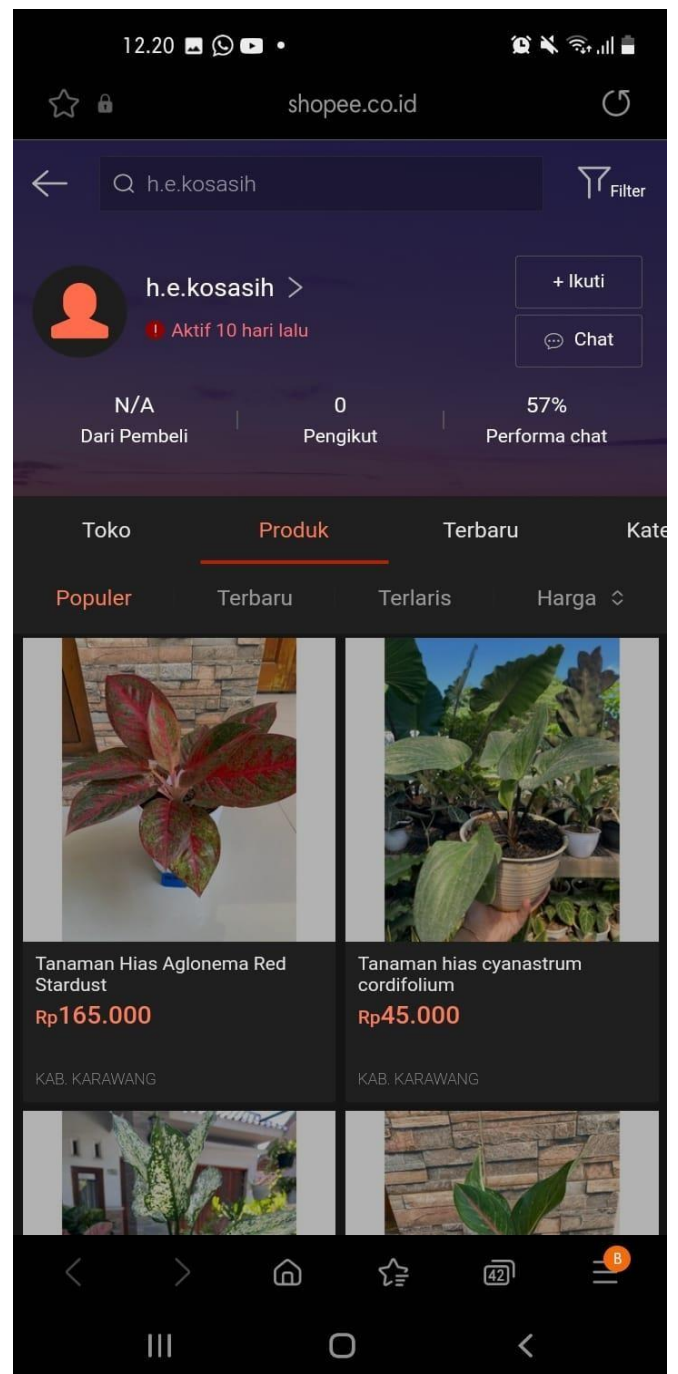 12.20
shopee.co.id
h.e.kosasih
Filter
h.e.kosasih
+ Ikuti
Aktif 10 hari lalu
Chat
N/A
0
57%
Dari Pembeli
Pengikut
Performa chat
Toko
Produk
Terbaru
Kate
Populer
Terbaru
Terlaris
Harga
Tanaman Hias Aglonema Red
Stardust
Rp165.000
KAB. KARAWANG
Tanaman hias cyanastrum
cordifolium
Rp45.000
KAB. KARAWANG
42
B